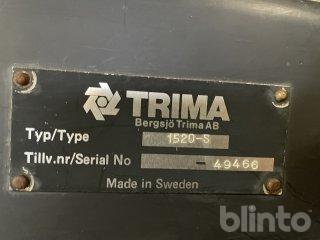 TRIMA
Bergsjö Trima AB
Typ/Type 1520-S
Tillv.nr/Serial No - 49466
Made in Sweden
blinto